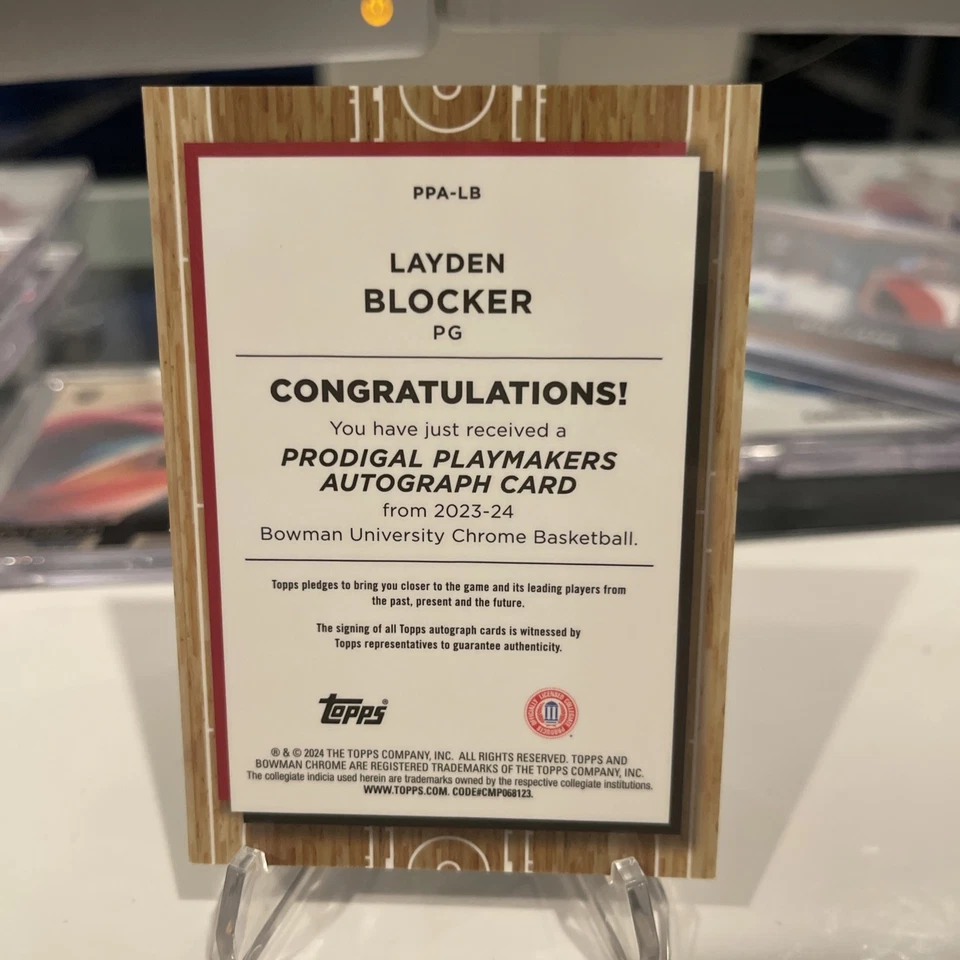 PPA-LB
LAYDEN
BLOCKER
PG
CONGRATULATIONS!
You have just received a
PRODIGAL PLAYMAKERS
AUTOGRAPH CARD
from 2023-24
Bowman University Chrome Basketball.
Topps pledges to bring you closer to the game and its leading players from
the past, present and the future.
The signing of all Topps autograph cards is witnessed by
Topps representatives to guarantee authenticity.
topps®
OFFICIALLY LICENSED COLLEGIATE PRODUCTS
® & © 2024 THE TOPPS COMPANY, INC. ALL RIGHTS RESERVED. TOPPS AND
BOWMAN CHROME ARE REGISTERED TRADEMARKS OF THE TOPPS COMPANY, INC.
The collegiate indicia used herein are trademarks owned by the respective collegiate institutions.
WWW.TOPPS.COM. CODE#CMP068123.